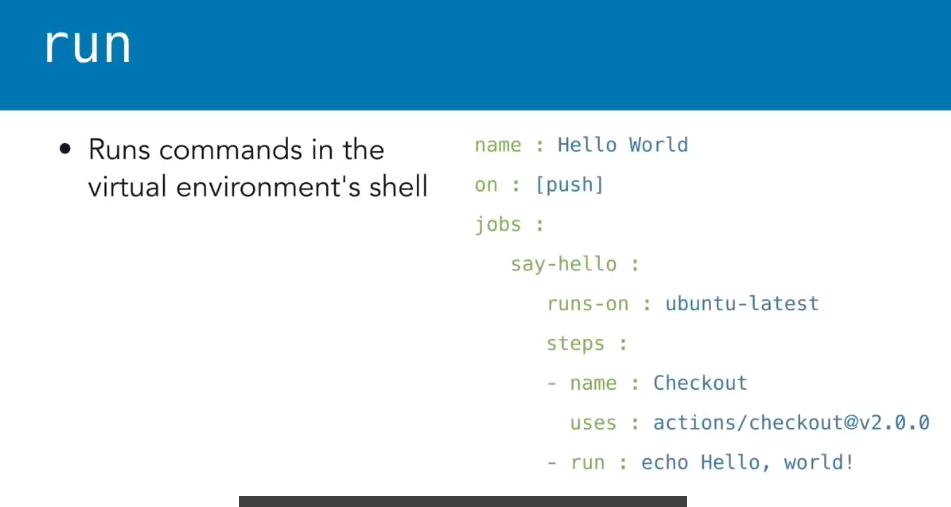 run
• Runs commands in the
virtual environment's shell
name : Hello World
on : [push]
jobs :
say-hello :
runs-on : ubuntu-latest
steps :
- name : Checkout
uses : actions/checkout@v2.0.0
- run : echo Hello, world!